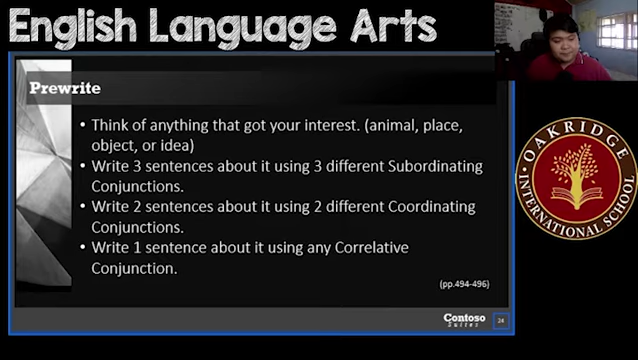 English Language Arts
Prewrite
• Think of anything that got your interest. (animal, place,
object, or idea)
• Write 3 sentences about it using 3 different Subordinating
Conjunctions.
• Write 2 sentences about it using 2 different Coordinating
Conjunctions.
• Write 1 sentence about it using any Correlative
Conjunction.
(pp.494-496)
Contoso
Suites
24
OAKRIDGE
INTERNATIONAL SCHOOL